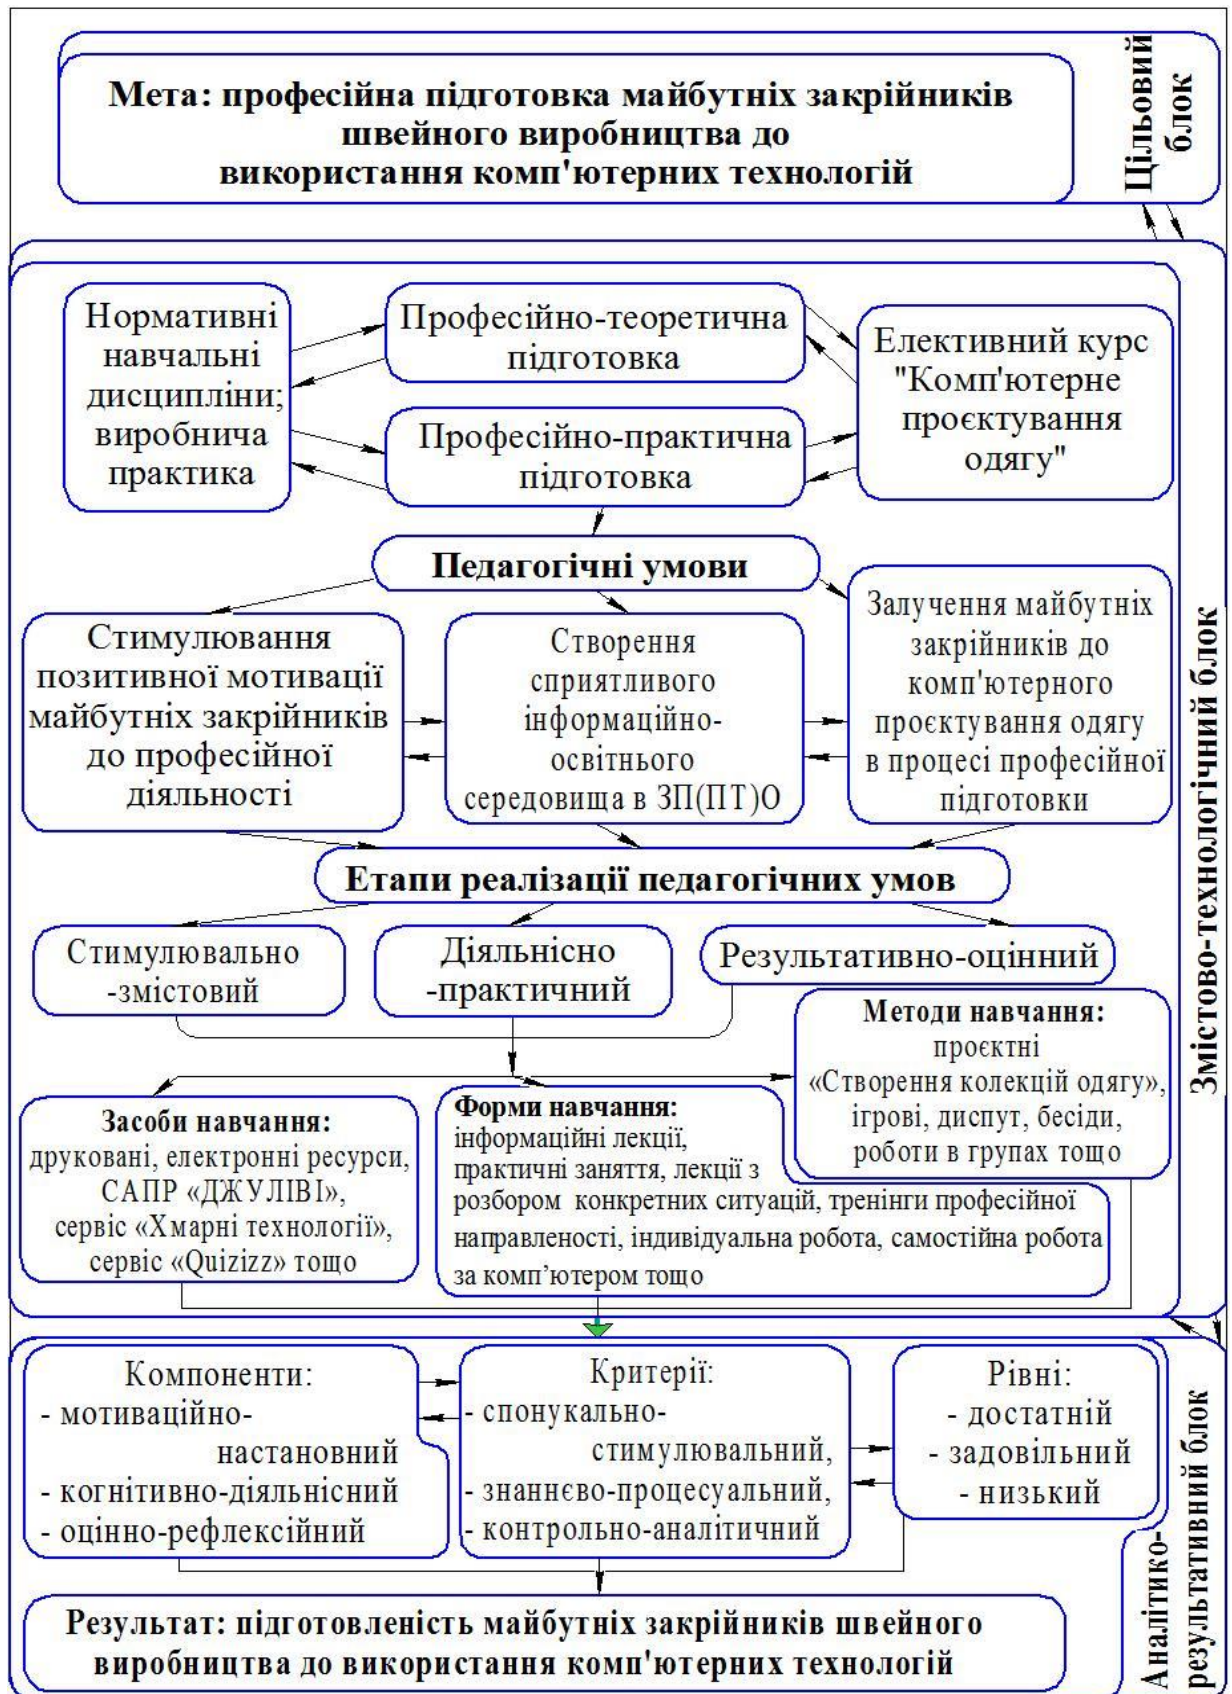 Мета: професійна підготовка майбутніх закрійників
швейного виробництва до
використання комп'ютерних технологій
Цільовий
блок
Нормативні
навчальні
дисципліни;
виробнича
практика
Професійно-теоретична
підготовка
Професійно-практична
підготовка
Елективний курс
"Комп'ютерне
проєктування
одягу"
Педагогічні умови
Стимулювання
позитивної мотивації
майбутніх закрійників
до професійної
діяльності
Створення
сприятливого
інформаційно-
освітнього
середовища в ЗП(ПТ)О
Залучення майбутніх
закрійників до
комп'ютерного
проєктування одягу
в процесі професійної
підготовки
Етапи реалізації педагогічних умов
Стимулювально
-змістовий
Діяльнісно
-практичний
Результативно-оцінний
Методи навчання:
проєктні
«Створення колекцій одягу»,
ігрові, диспут, бесіди,
роботи в групах тощо
Засоби навчання:
друковані, електронні ресурси,
САПР «ДЖУЛІВІ»,
сервіс «Хмарні технології»,
сервіс «Quizizz» тощо
Форми навчання:
інформаційні лекції,
практичні заняття, лекції з
розбором конкретних ситуацій, тренінги професійної
направленості, індивідуальна робота, самостійна робота
за комп’ютером тощо
Змістово-технологічний блок
Компоненти:
- мотиваційно-
настановний
- когнітивно-діяльнісний
- оцінно-рефлексійний
Критерії:
- спонукально-
стимулювальний,
- знаннєво-процесуальний,
- контрольно-аналітичний
Рівні:
- достатній
- задовільний
- низький
Результат: підготовленість майбутніх закрійників швейного
виробництва до використання комп'ютерних технологій
Аналітико-
результативний блок